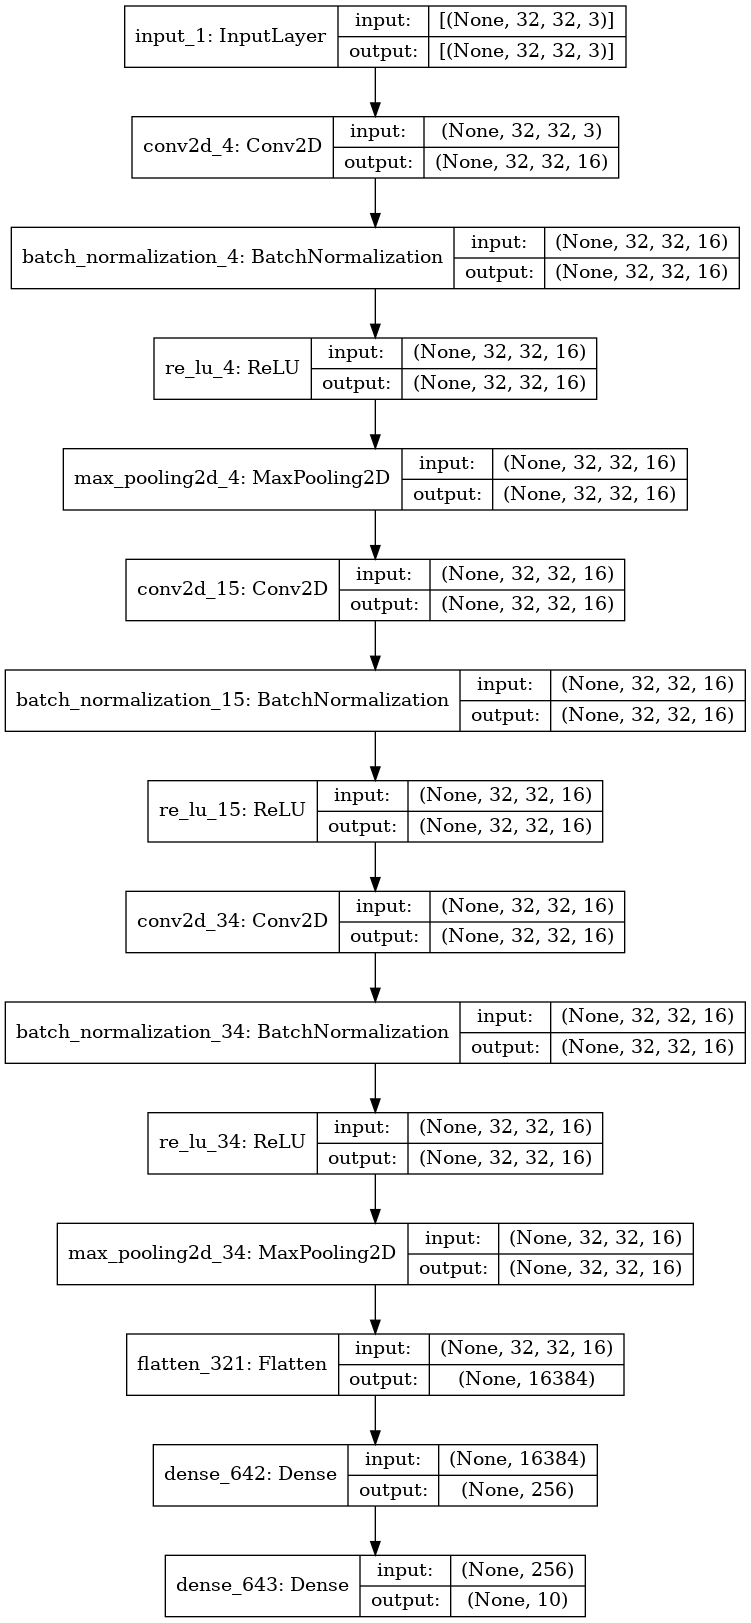 input_1: InputLayer
input: [(None, 32, 32, 3)]
output: [(None, 32, 32, 3)]
conv2d_4: Conv2D
input: (None, 32, 32, 3)
output: (None, 32, 32, 16)
batch_normalization_4: BatchNormalization
input: (None, 32, 32, 16)
output: (None, 32, 32, 16)
re_lu_4: ReLU
input: (None, 32, 32, 16)
output: (None, 32, 32, 16)
max_pooling2d_4: MaxPooling2D
input: (None, 32, 32, 16)
output: (None, 32, 32, 16)
conv2d_15: Conv2D
input: (None, 32, 32, 16)
output: (None, 32, 32, 16)
batch_normalization_15: BatchNormalization
input: (None, 32, 32, 16)
output: (None, 32, 32, 16)
re_lu_15: ReLU
input: (None, 32, 32, 16)
output: (None, 32, 32, 16)
conv2d_34: Conv2D
input: (None, 32, 32, 16)
output: (None, 32, 32, 16)
batch_normalization_34: BatchNormalization
input: (None, 32, 32, 16)
output: (None, 32, 32, 16)
re_lu_34: ReLU
input: (None, 32, 32, 16)
output: (None, 32, 32, 16)
max_pooling2d_34: MaxPooling2D
input: (None, 32, 32, 16)
output: (None, 32, 32, 16)
flatten_321: Flatten
input: (None, 32, 32, 16)
output: (None, 16384)
dense_642: Dense
input: (None, 16384)
output: (None, 256)
dense_643: Dense
input: (None, 256)
output: (None, 10)